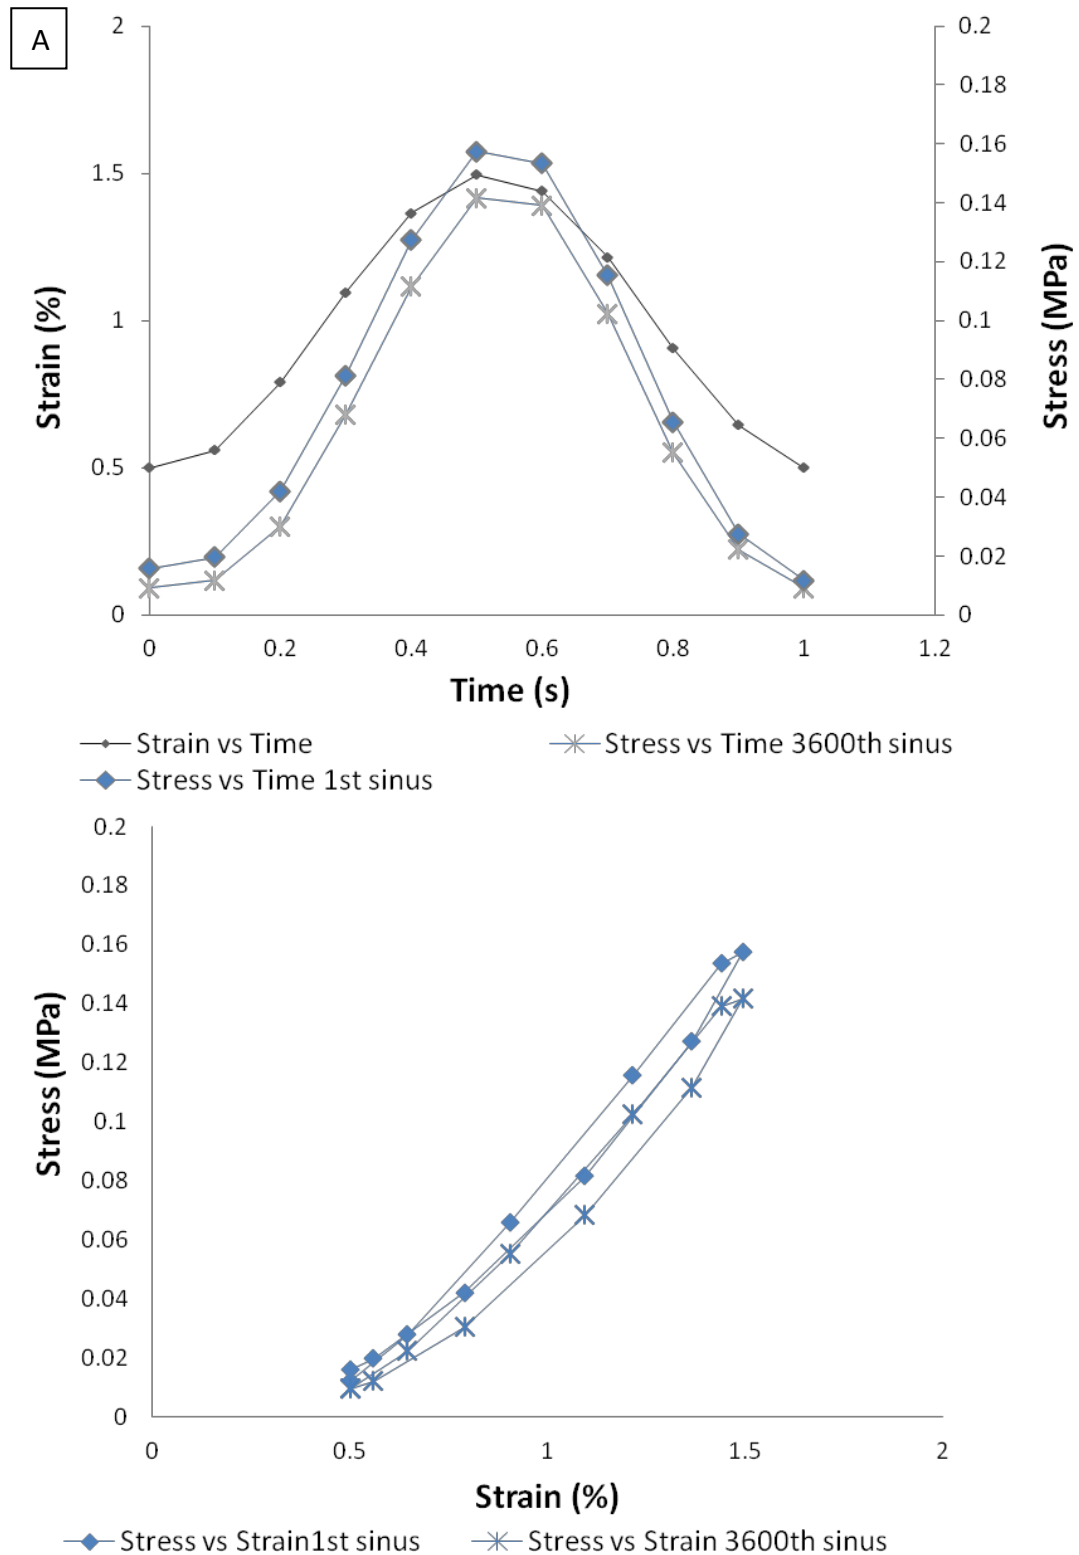 A
2
1.5
1
0.5
0
Strain (%)
0.2
0.18
0.16
0.14
0.12
0.1
0.08
0.06
0.04
0.02
0
Stress (MPa)
0 0.2 0.4 0.6 0.8 1 1.2
Time (s)
Strain vs Time Stress vs Time 3600th sinus
Stress vs Time 1st sinus
0.2
0.18
0.16
0.14
0.12
0.1
0.08
0.06
0.04
0.02
0
Stress (MPa)
0 0.5 1 1.5 2
Strain (%)
Stress vs Strain1st sinus Stress vs Strain 3600th sinus